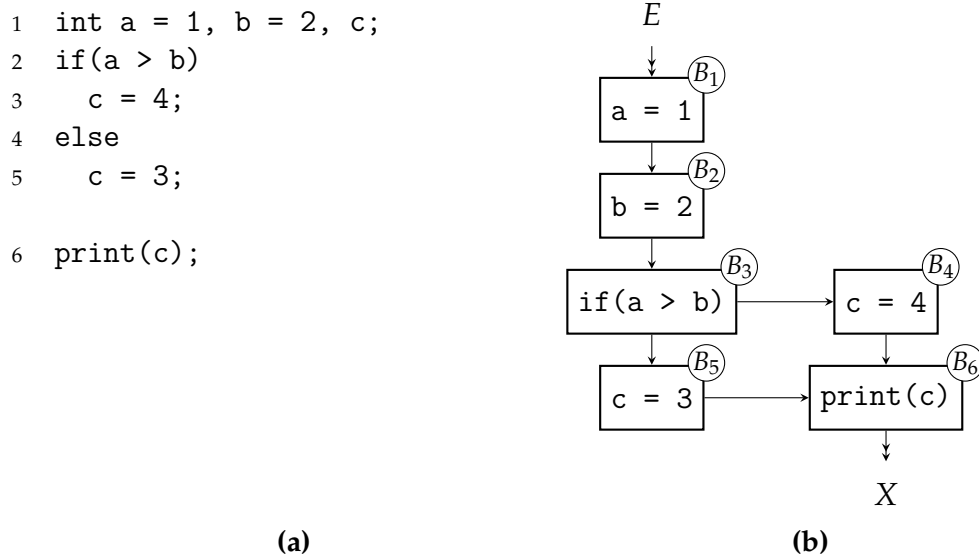 1 int a = 1, b = 2, c;
2 if(a > b)
3 c = 4;
4 else
5 c = 3;
6 print(c);
(a)
E
B1
a = 1
B2
b = 2
B3
if(a > b)
B4
c = 4
B5
c = 3
B6
print(c)
X
(b)